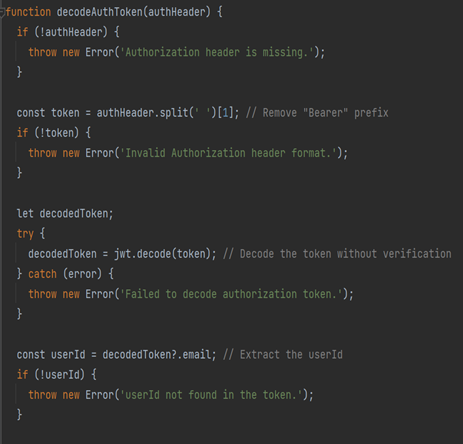 function decodeAuthToken(authHeader) {
  if (!authHeader) {
    throw new Error('Authorization header is missing.');
  }

  const token = authHeader.split(' ')[1]; // Remove "Bearer" prefix
  if (!token) {
    throw new Error('Invalid Authorization header format.');
  }

  let decodedToken;
  try {
    decodedToken = jwt.decode(token); // Decode the token without verification
  } catch (error) {
    throw new Error('Failed to decode authorization token.');
  }

  const userId = decodedToken?.email; // Extract the userId
  if (!userId) {
    throw new Error('userId not found in the token.');
  }